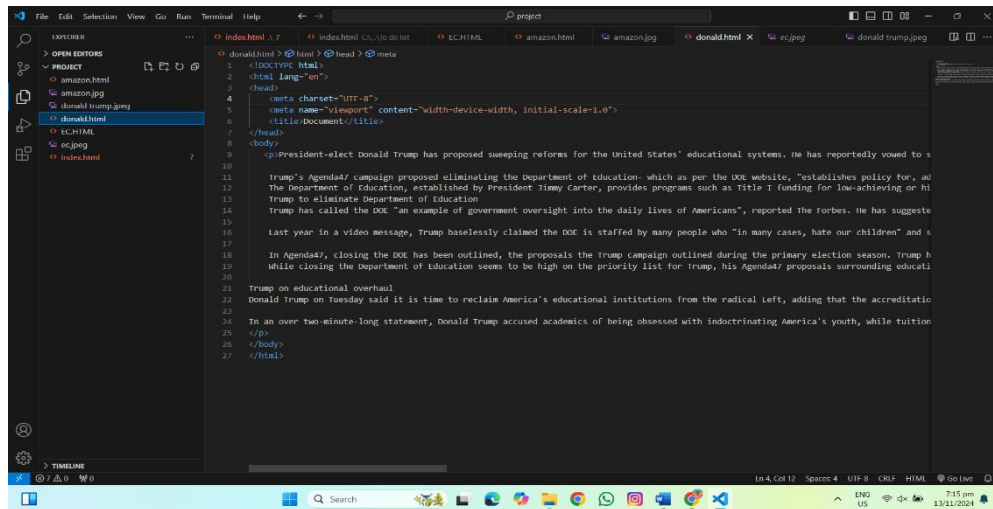 File Edit Selection View Go Run Terminal Help
project
EXPLORER
index.html .\ 7
index.html
EC.HTML
amazon.html
amazon.jpg
donald.html
ec.jpeg
donald trump.jpeg
OPEN EDITORS
PROJECT
amazon.html
amazon.jpg
donald trump.jpeg
donald.html
EC.HTML
ec.jpeg
index.html 7
donald.html > html > head > meta
1 <!DOCTYPE html>
2 <html lang="en">
3 <head>
4 <meta charset="UTF-8">
5 <meta name="viewport" content="width=device-width, initial-scale=1.0">
6 <title>Document</title>
7 </head>
8 <body>
9 <p>President-elect Donald Trump has proposed sweeping reforms for the United States' educational systems. He has reportedly vowed to s
10
11 Trump's Agenda47 campaign proposed eliminating the Department of Education- which as per the DOE website, "establishes policy for, ad
12 The Department of Education, established by President Jimmy Carter, provides programs such as Title I funding for low-achieving or hi
13 Trump to eliminate Department of Education
14 Trump has called the DOE "an example of government oversight into the daily lives of Americans", reported The Forbes. He has suggeste
15
16 Last year in a video message, Trump baselessly claimed the DOE is staffed by many people who "in many cases, hate our children" and s
17
18 In Agenda47, closing the DOE has been outlined, the proposals the Trump campaign outlined during the primary election season. Trump h
19 While closing the Department of Education seems to be high on the priority list for Trump, his Agenda47 proposals surrounding educati
20
21 Trump on educational overhaul
22 Donald Trump on Tuesday said it is time to reclaim America's educational institutions from the radical Left, adding that the accreditatio
23
24 In an over two-minute-long statement, Donald Trump accused academics of being obsessed with indoctrinating America's youth, while tuition
25 </p>
26 </body>
27 </html>
TIMELINE
7 0 0
Ln 4, Col 12 Spaces: 4 UTF-8 CRLF HTML Go Live
Search
ENG
US
7:15 pm
13/11/2024